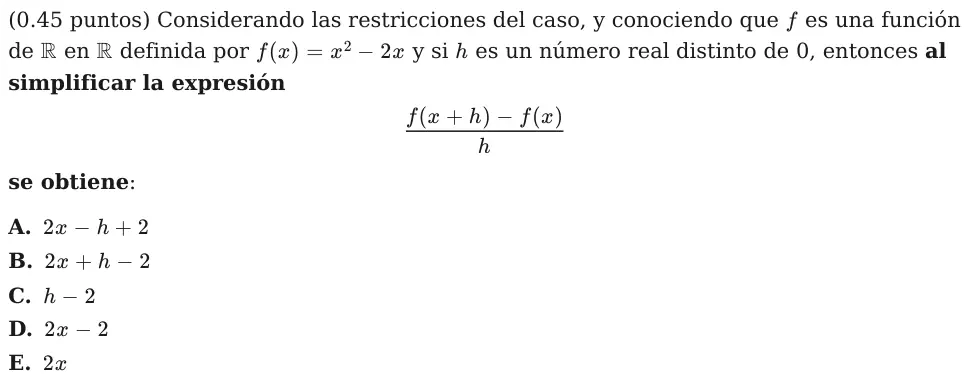 (0.45 puntos) Considerando las restricciones del caso, y conociendo que f es una función
de ℝ en ℝ definida por f(x) = x² − 2x y si h es un número real distinto de 0, entonces al
simplificar la expresión
f(x + h) − f(x)
h
se obtiene:
A. 2x − h + 2
B. 2x + h − 2
C. h − 2
D. 2x − 2
E. 2x